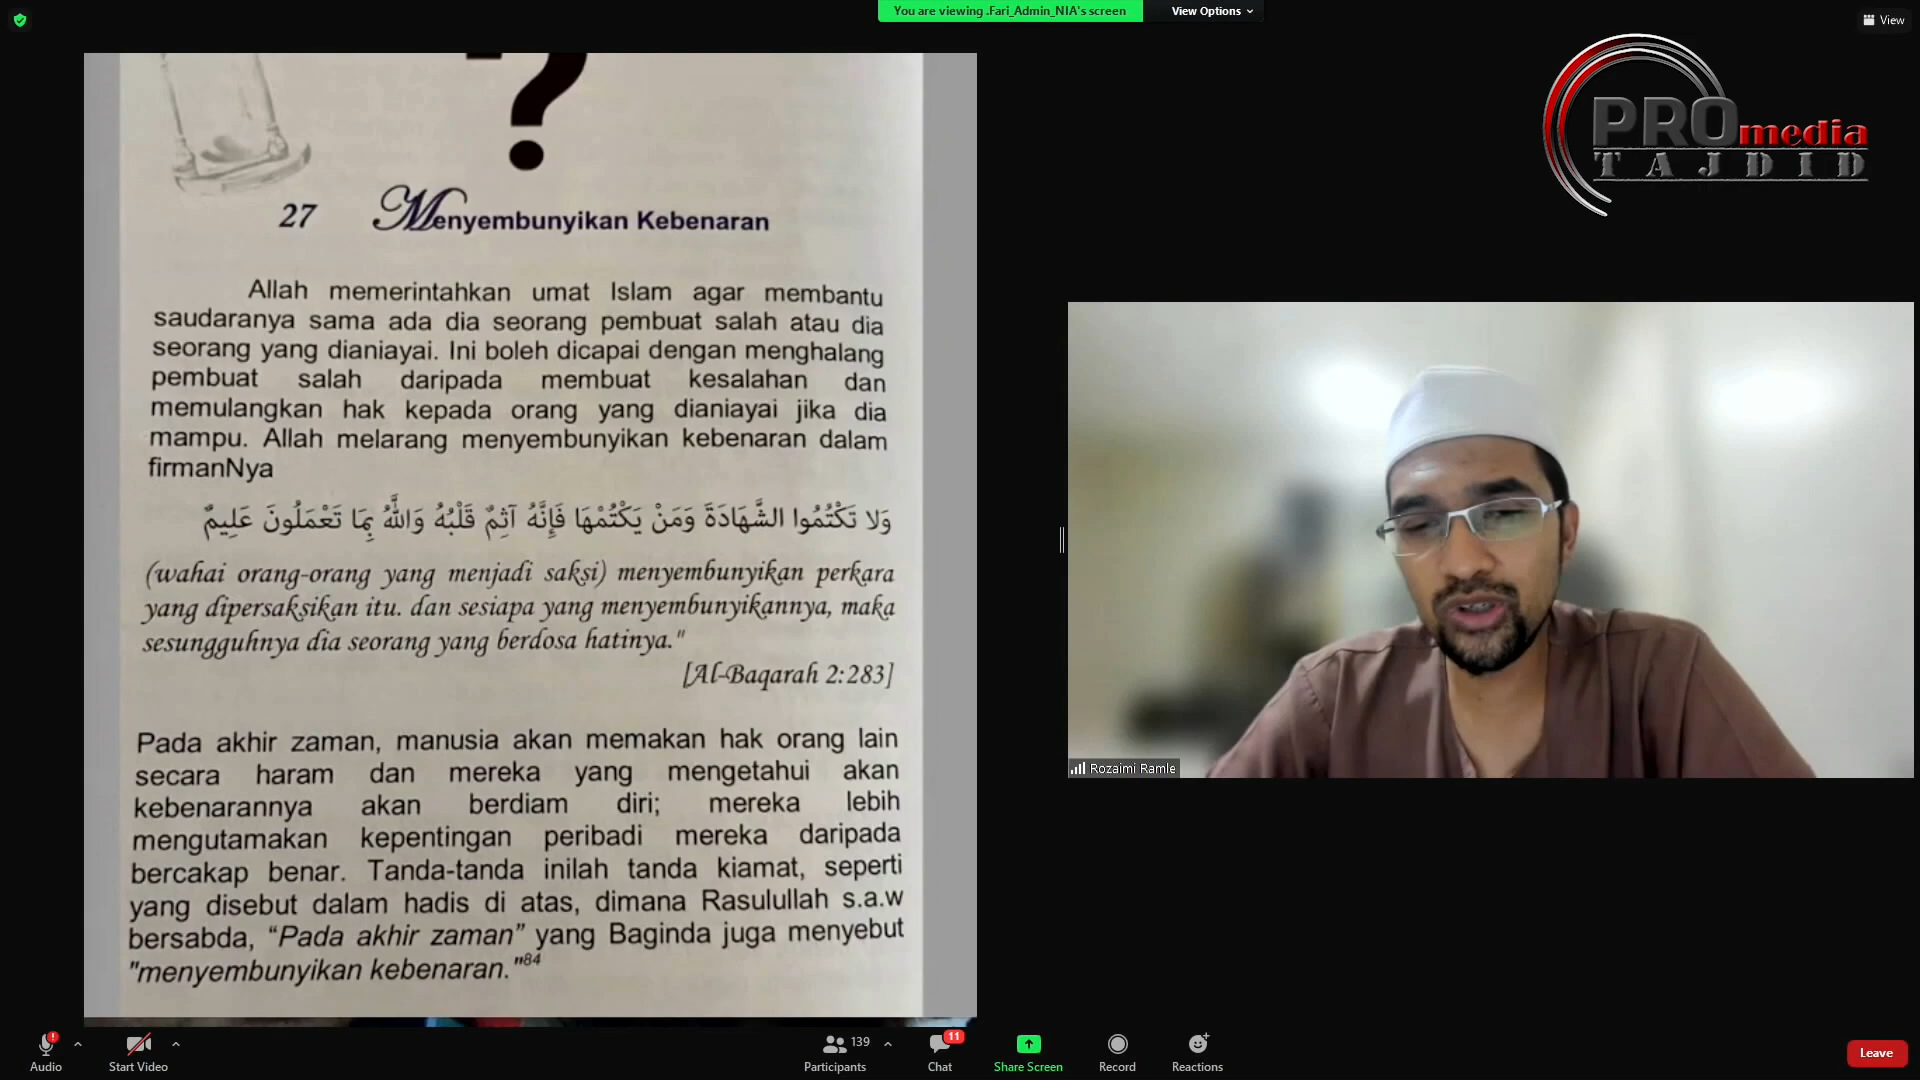 You are viewing .Fari_Admin_NIA's screen
View Options
View
PROmedia
TAJDID
?
27 Menyembunyikan Kebenaran
Allah memerintahkan umat Islam agar membantu
saudaranya sama ada dia seorang pembuat salah atau dia
seorang yang dianiayai. Ini boleh dicapai dengan menghalang
pembuat salah daripada membuat kesalahan dan
memulangkan hak kepada orang yang dianiayai jika dia
mampu. Allah melarang menyembunyikan kebenaran dalam
firmanNya
وَلا تَكْتُمُوا الشَّهَادَةَ وَمَنْ يَكْتُمْهَا فَإِنَّهُ آثِمٌ قَلْبُهُ وَاللَّهُ بِمَا تَعْمَلُونَ عَلِيمٌ
(wahai orang-orang yang menjadi saksi) menyembunyikan perkara
yang dipersaksikan itu. dan sesiapa yang menyembunyikannya, maka
sesungguhnya dia seorang yang berdosa hatinya."
[Al-Baqarah 2:283]
Pada akhir zaman, manusia akan memakan hak orang lain
secara haram dan mereka yang mengetahui akan
kebenarannya akan berdiam diri; mereka lebih
mengutamakan kepentingan peribadi mereka daripada
bercakap benar. Tanda-tanda inilah tanda kiamat, seperti
yang disebut dalam hadis di atas, dimana Rasulullah s.a.w
bersabda, “Pada akhir zaman” yang Baginda juga menyebut
"menyembunyikan kebenaran."84
Rozaimi Ramle
Audio
Start Video
139
Participants
11
Chat
Share Screen
Record
Reactions
Leave